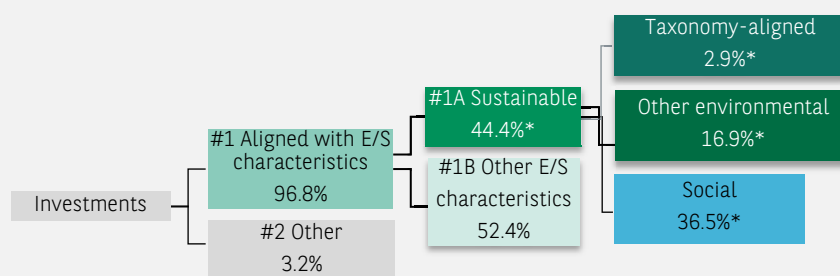 Investments
#1 Aligned with E/S
characteristics
96.8%
#2 Other
3.2%
#1A Sustainable
44.4%*
#1B Other E/S
characteristics
52.4%
Taxonomy-aligned
2.9%*
Other environmental
16.9%*
Social
36.5%*